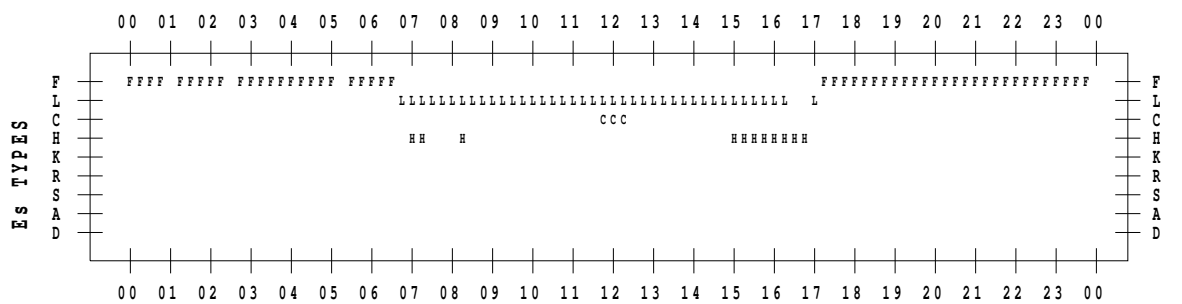 00 01 02 03 04 05 06 07 08 09 10 11 12 13 14 15 16 17 18 19 20 21 22 23 00
Es TYPES
F FFFF FFFFF FFFFFFFFFF FFFFF FFFFFFFFFFFFFFFFFFFFFFFFFFF F
L LLLLLLLLLLLLLLLLLLLLLLLLLLLLLLLLLLLLLLL L L
C CCC C
H HH H HHHHHHHH H
K K
R R
S S
A A
D D
00 01 02 03 04 05 06 07 08 09 10 11 12 13 14 15 16 17 18 19 20 21 22 23 00